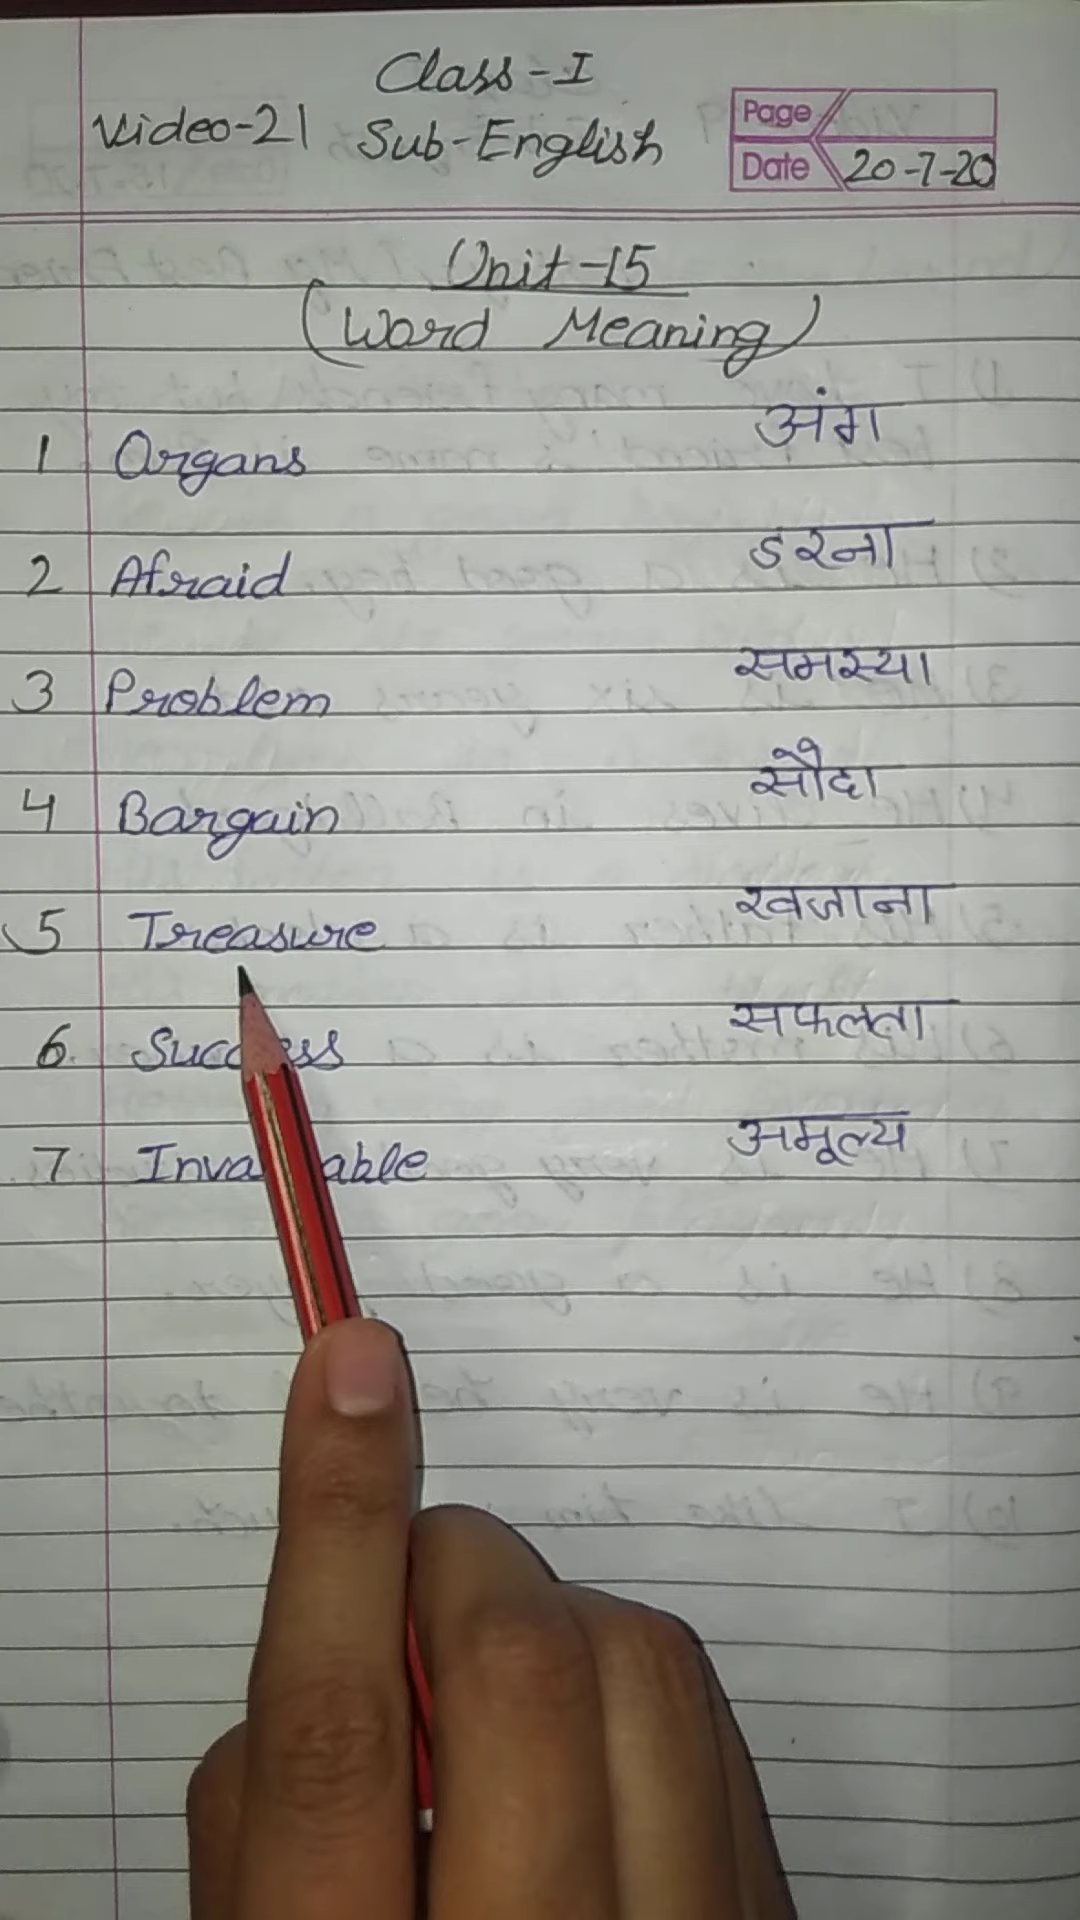 Class-I
Video-21 Sub-English
Page
Date 20-7-20
Unit-15
(Word Meaning)
1 Organs अंग
2 Afraid डरना
3 Problem समस्या
4 Bargain सौदा
5 Treasure खजाना
6. Success सफलता
7 Invaluable अमूल्य